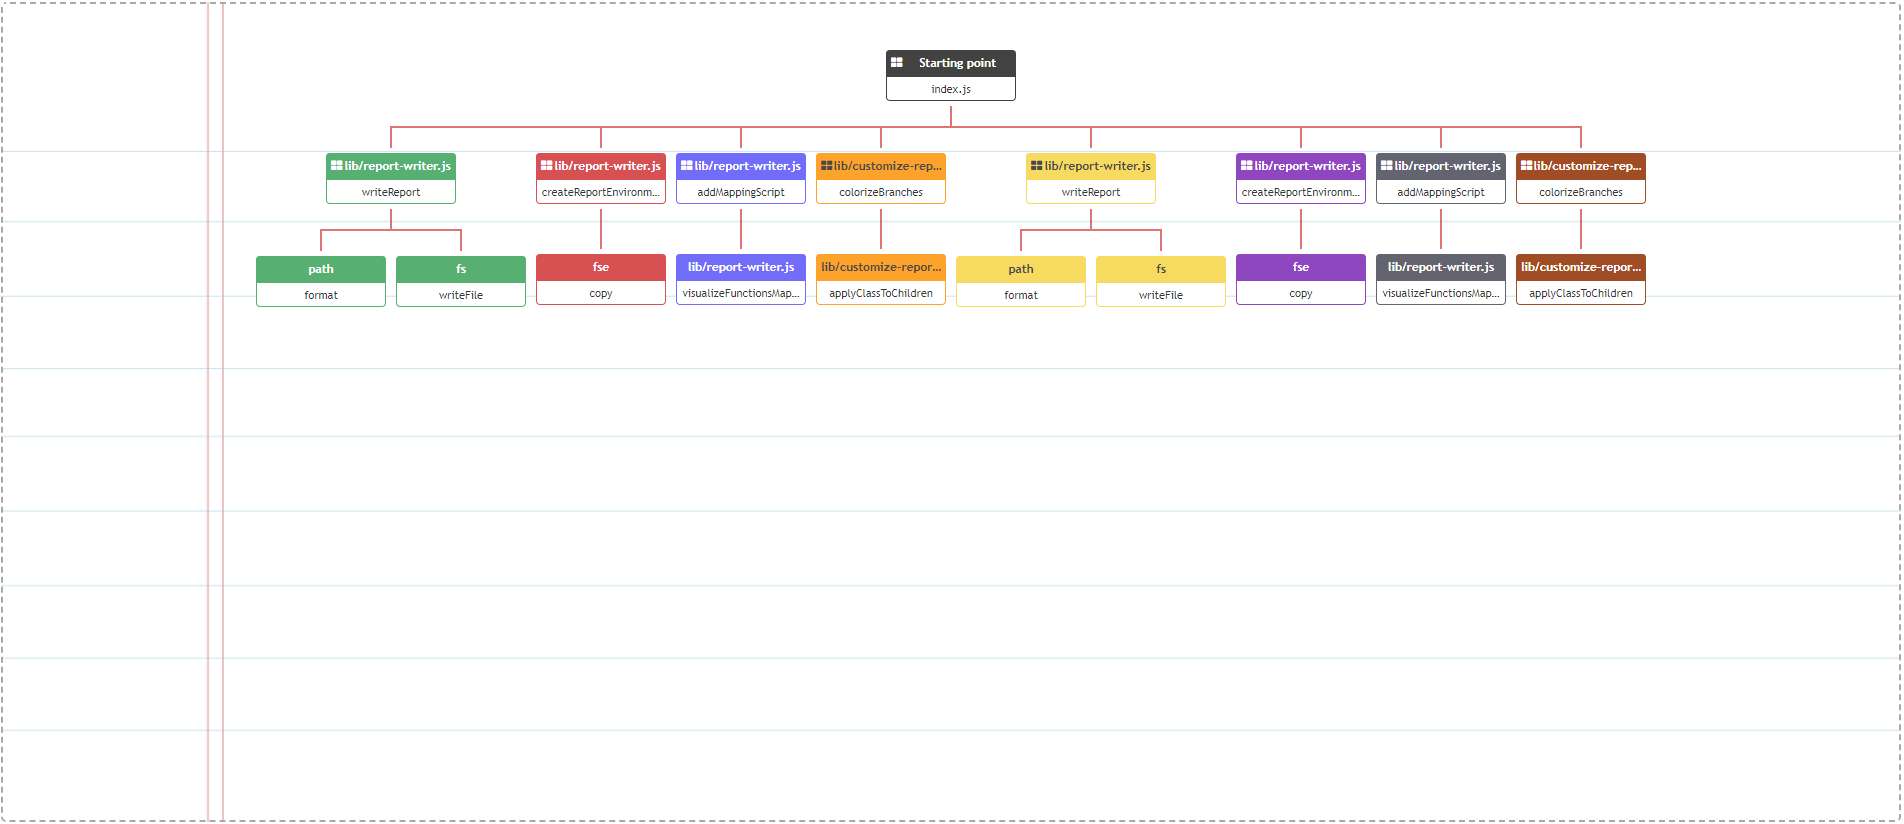 Starting point
index.js
lib/report-writer.js
writeReport
lib/report-writer.js
createReportEnvironm...
lib/report-writer.js
addMappingScript
lib/customize-rep...
colorizeBranches
lib/report-writer.js
writeReport
lib/report-writer.js
createReportEnvironm...
lib/report-writer.js
addMappingScript
lib/customize-rep...
colorizeBranches
path
format
fs
writeFile
fse
copy
lib/report-writer.js
visualizeFunctionsMap...
lib/customize-repor...
applyClassToChildren
path
format
fs
writeFile
fse
copy
lib/report-writer.js
visualizeFunctionsMap...
lib/customize-repor...
applyClassToChildren